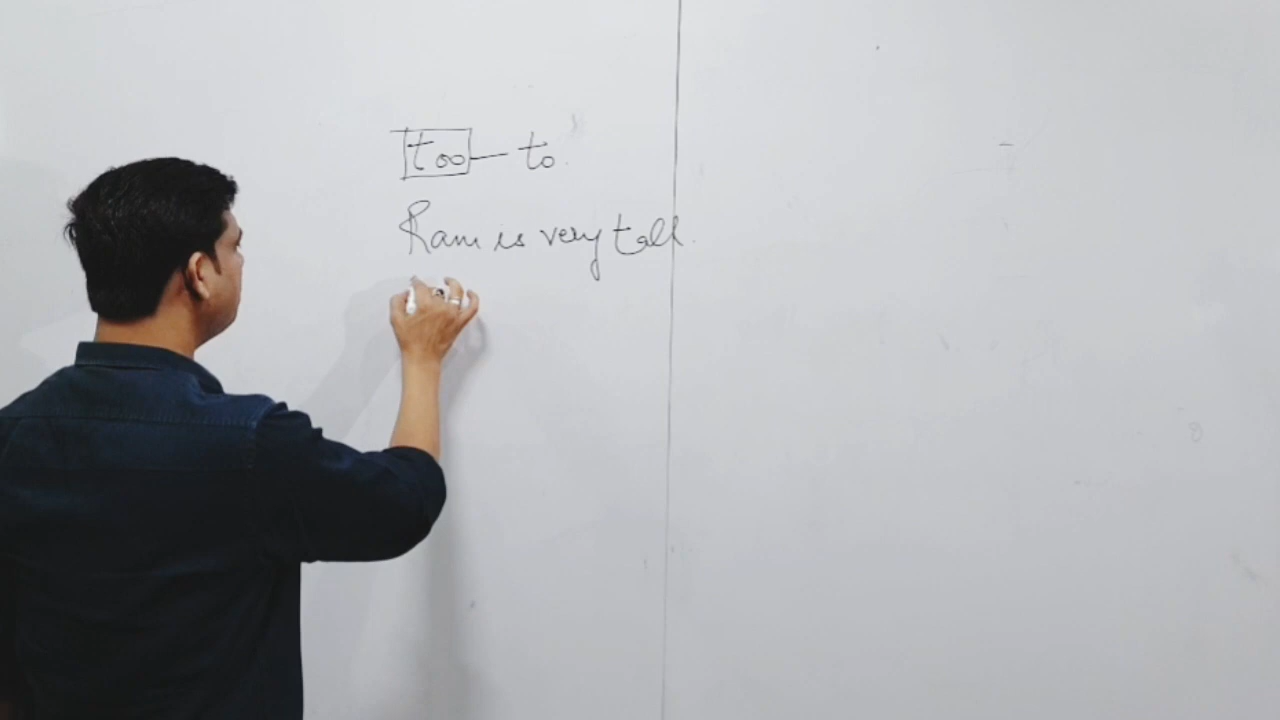 too — to
Ram is very tall.